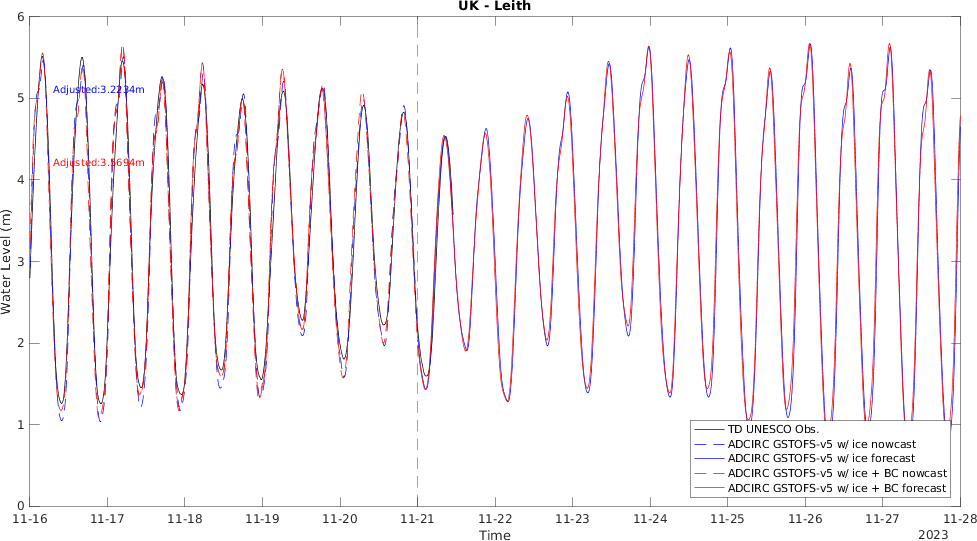 UK - Leith
6
5
4
3
2
1
0
Water Level (m)
Adjusted:3.2234m
Adjusted:3.5694m
TD UNESCO Obs.
ADCIRC GSTOFS-v5 w/ ice nowcast
ADCIRC GSTOFS-v5 w/ ice forecast
ADCIRC GSTOFS-v5 w/ ice + BC nowcast
ADCIRC GSTOFS-v5 w/ ice + BC forecast
11-16 11-17 11-18 11-19 11-20 11-21 11-22 11-23 11-24 11-25 11-26 11-27 11-28
Time
2023